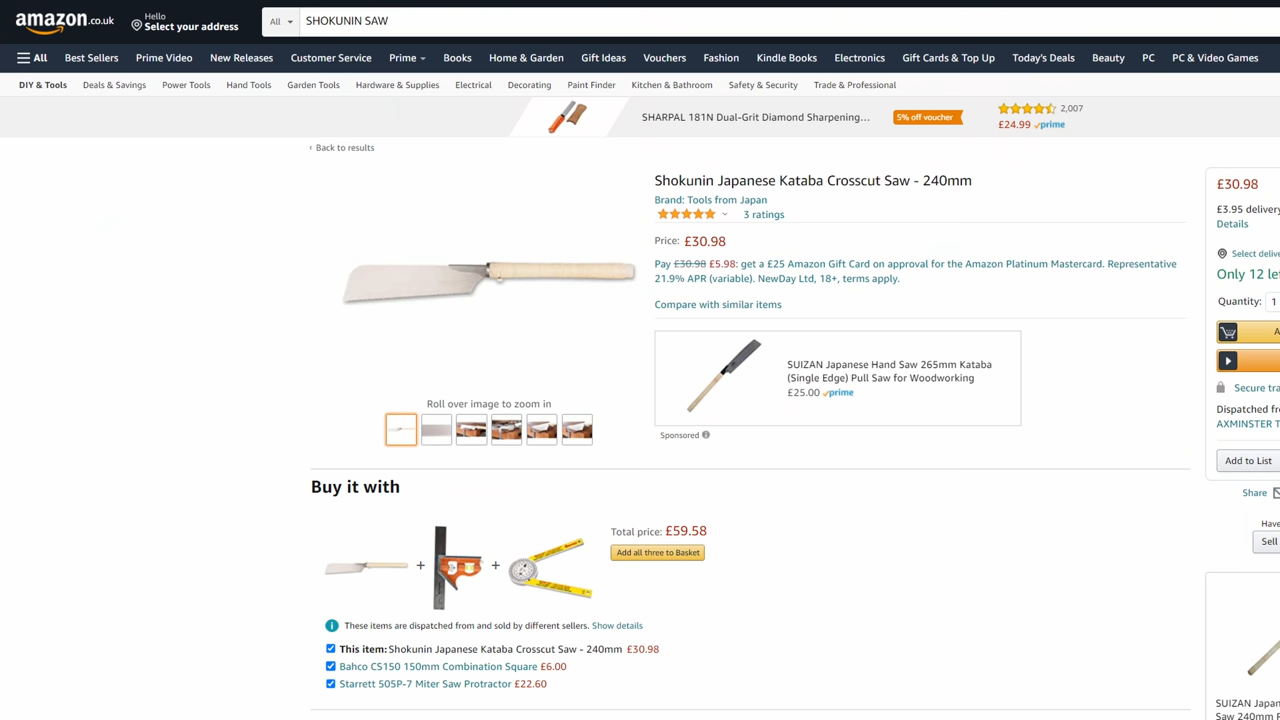 amazon.co.uk
Hello
Select your address
All
SHOKUNIN SAW
All
Best Sellers
Prime Video
New Releases
Customer Service
Prime
Books
Home & Garden
Gift Ideas
Vouchers
Fashion
Kindle Books
Electronics
Gift Cards & Top Up
Today's Deals
Beauty
PC
PC & Video Games
DIY & Tools
Deals & Savings
Power Tools
Hand Tools
Garden Tools
Hardware & Supplies
Electrical
Decorating
Paint Finder
Kitchen & Bathroom
Safety & Security
Trade & Professional
SHARPAL 181N Dual-Grit Diamond Sharpening...
5% off voucher
2,007
£24.99 prime
‹ Back to results
Shokunin Japanese Kataba Crosscut Saw - 240mm
Brand: Tools from Japan
3 ratings
Price: £30.98
Pay £30.98 £5.98: get a £25 Amazon Gift Card on approval for the Amazon Platinum Mastercard. Representative
21.9% APR (variable). NewDay Ltd, 18+, terms apply.
Compare with similar items
SUIZAN Japanese Hand Saw 265mm Kataba
(Single Edge) Pull Saw for Woodworking
£25.00 prime
Sponsored
Roll over image to zoom in
£30.98
£3.95 delivery
Details
Select delive
Only 12 lef
Quantity: 1
A
Secure tra
Dispatched fr
AXMINSTER T
Add to List
Share
Have
Sell
Buy it with
Total price: £59.58
Add all three to Basket
These items are dispatched from and sold by different sellers. Show details
This item: Shokunin Japanese Kataba Crosscut Saw - 240mm £30.98
Bahco CS150 150mm Combination Square £6.00
Starrett 505P-7 Miter Saw Protractor £22.60
SUIZAN Japan
Saw 240mm